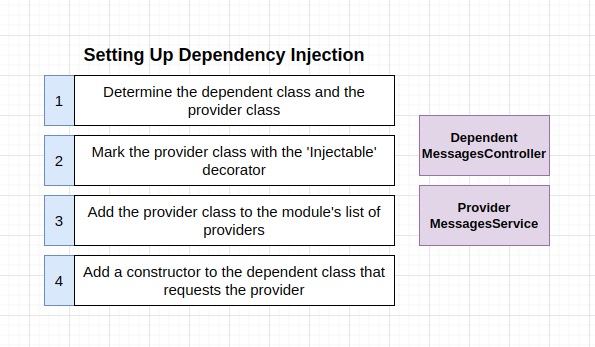 Setting Up Dependency Injection
1
Determine the dependent class and the
provider class
2
Mark the provider class with the 'Injectable'
decorator
3
Add the provider class to the module's list of
providers
4
Add a constructor to the dependent class that
requests the provider
Dependent
MessagesController
Provider
MessagesService